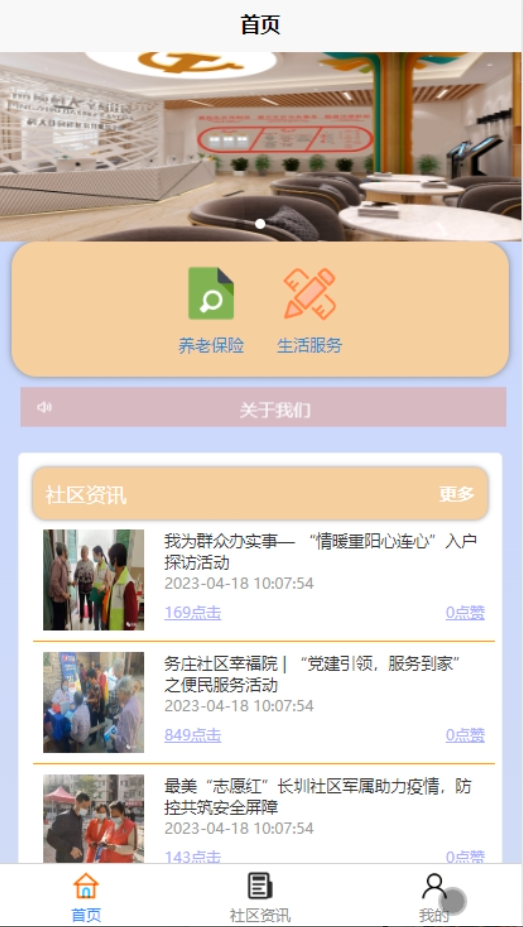 首页
养老保险
生活服务
关于我们
社区资讯
更多
我为群众办实事— “情暖重阳心连心”入户
探访活动
2023-04-18 10:07:54
169点击
0点赞
务庄社区幸福院 | “党建引领，服务到家”
之便民服务活动
2023-04-18 10:07:54
849点击
0点赞
最美“志愿红”长圳社区军属助力疫情，防
控共筑安全屏障
2023-04-18 10:07:54
143点击
0点赞
首页
社区资讯
我的